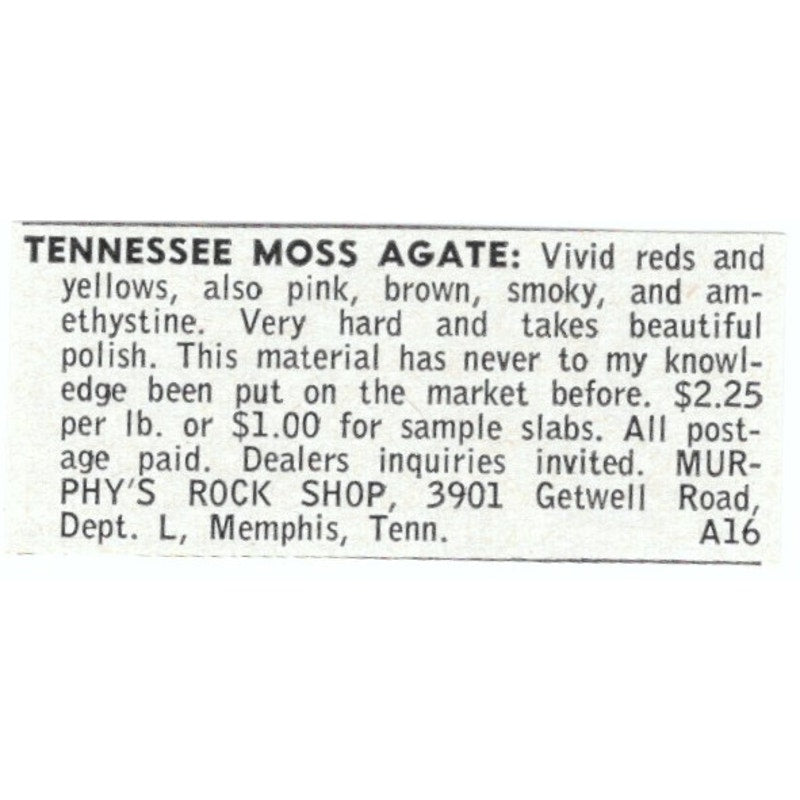 TENNESSEE MOSS AGATE: Vivid reds and
yellows, also pink, brown, smoky, and am-
ethystine. Very hard and takes beautiful
polish. This material has never to my knowl-
edge been put on the market before. $2.25
per lb. or $1.00 for sample slabs. All post-
age paid. Dealers inquiries invited. MUR-
PHY'S ROCK SHOP, 3901 Getwell Road,
Dept. L, Memphis, Tenn. A16